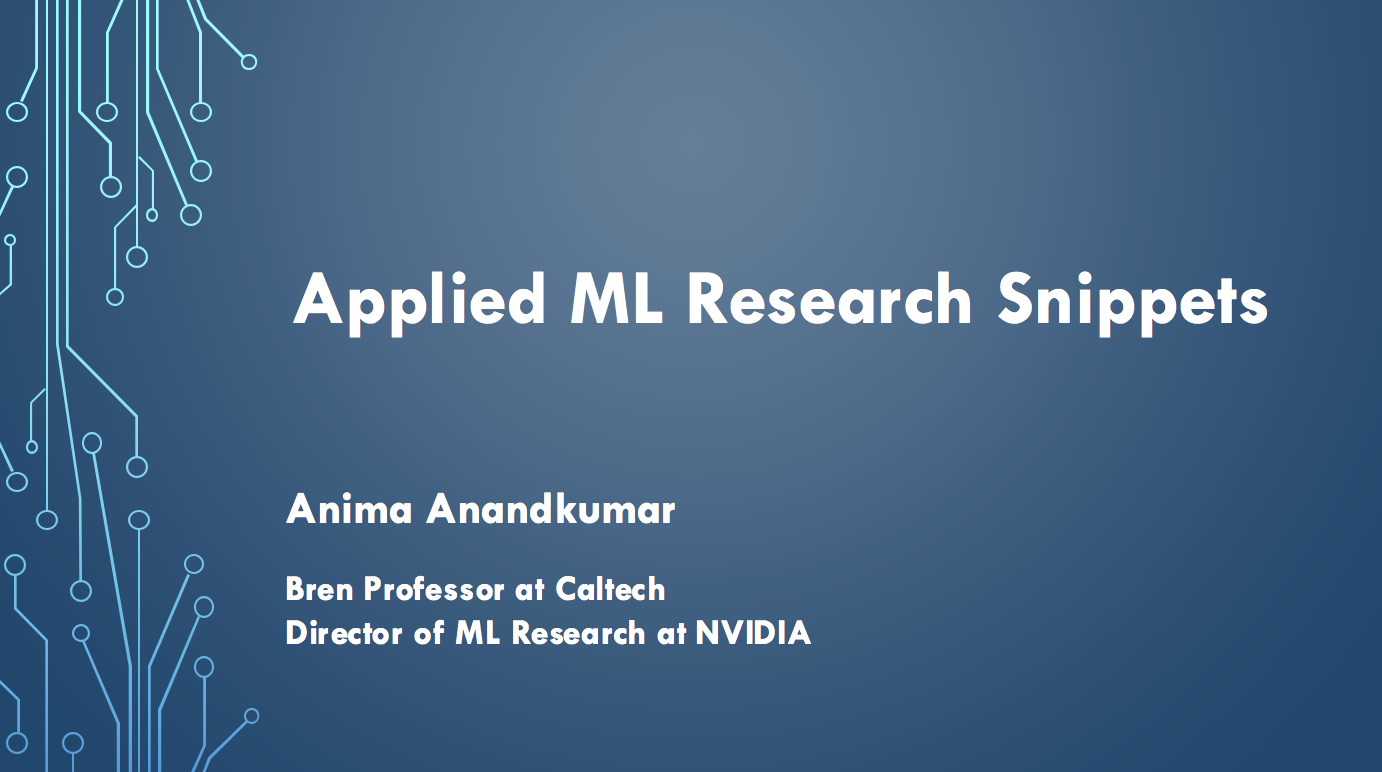 Applied ML Research Snippets
Anima Anandkumar
Bren Professor at Caltech
Director of ML Research at NVIDIA